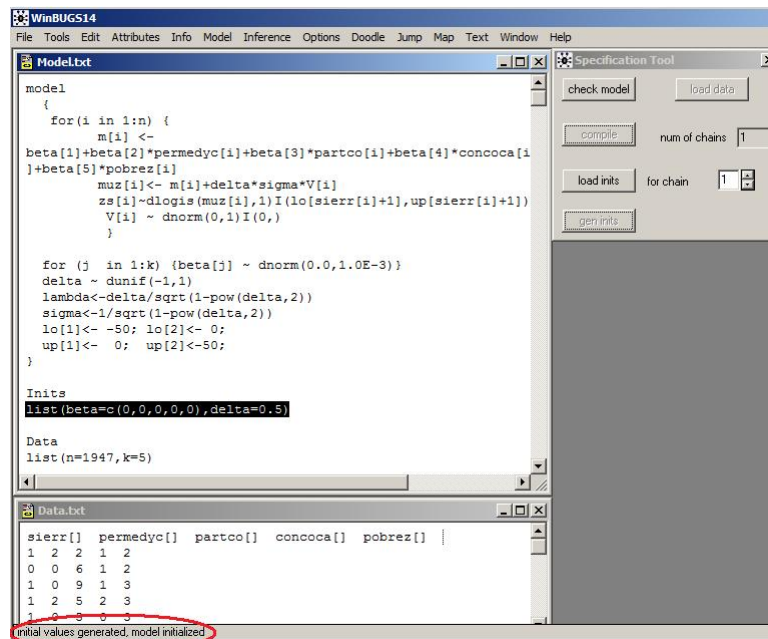 WinBUGS14
File Tools Edit Attributes Info Model Inference Options Doodle Jump Map Text Window Help
Model.txt
model
{
for(i in 1:n) {
m[i] <-
beta[1]+beta[2]*permedyc[i]+beta[3]*partco[i]+beta[4]*concoca[i
]+beta[5]*pobrez[i]
muz[i]<- m[i]+delta*sigma*V[i]
zs[i]~dlogis(muz[i],1)I(lo[sierr[i]+1],up[sierr[i]+1])
V[i] ~ dnorm(0,1)I(0,)
}
for (j in 1:k) {beta[j] ~ dnorm(0.0,1.0E-3)}
delta ~ dunif(-1,1)
lambda<-delta/sqrt(1-pow(delta,2))
sigma<-1/sqrt(1-pow(delta,2))
lo[1]<- -50; lo[2]<- 0;
up[1]<- 0; up[2]<-50;
}
Inits
list(beta=c(0,0,0,0,0),delta=0.5)
Data
list(n=1947,k=5)
Specification Tool
check model load data
compile num of chains 1
load inits for chain 1
gen inits
Data.txt
sierr[] permedyc[] partco[] concoca[] pobrez[]
1 2 2 1 2
0 0 6 1 2
1 0 9 1 3
1 2 5 2 3
1 0 3 0 3
initial values generated, model initialized